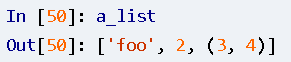 In [50]: a_list
Out[50]: ['foo', 2, (3, 4)]